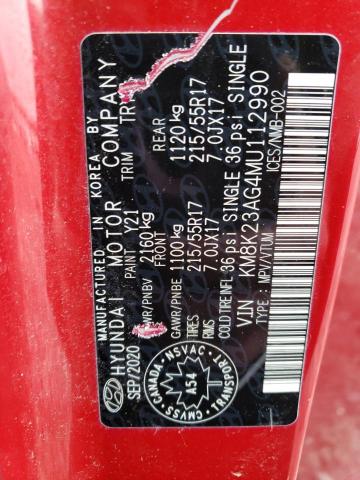 MANUFACTURED IN KOREA BY
HYUNDAI MOTOR COMPANY
SEP/2020 PAINT Y21 TRIM TR
GVWR/PNBV 2160 kg
FRONT REAR
GAWR/PNBE 1100 kg 1120 kg
TIRES 215/55R17 215/55R17
RIMS 7.0JX17 7.0JX17
COLD TIRE INFL 36 psi SINGLE 36 psi SINGLE
VIN KM8K23AG4MU112990
TYPE : MPV/VTUM ICES/NMB-002
CANADA
NSVAC
TRANSPORT
CMVSS
A54